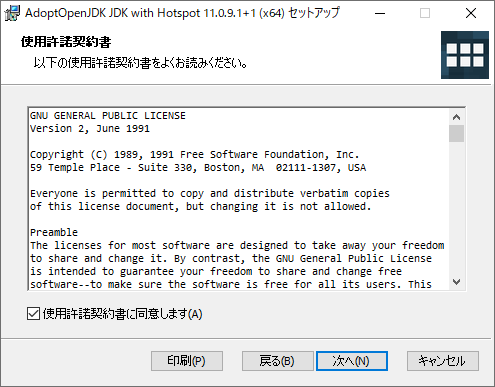 AdoptOpenJDK JDK with Hotspot 11.0.9.1+1 (x64) セットアップ
使用許諾契約書
以下の使用許諾契約書をよくお読みください。
GNU GENERAL PUBLIC LICENSE
Version 2, June 1991
Copyright (C) 1989, 1991 Free Software Foundation, Inc.
59 Temple Place - Suite 330, Boston, MA  02111-1307, USA
Everyone is permitted to copy and distribute verbatim copies
of this license document, but changing it is not allowed.
Preamble
The licenses for most software are designed to take away your freedom
to share and change it. By contrast, the GNU General Public License
is intended to guarantee your freedom to share and change free
software--to make sure the software is free for all its users. This
使用許諾契約書に同意します(A)
印刷(P)
戻る(B)
次へ(N)
キャンセル